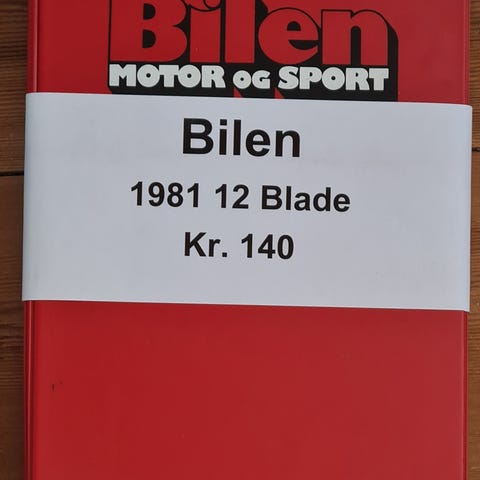 Bilen
MOTOR OG SPORT
Bilen
1981 12 Blade
Kr. 140